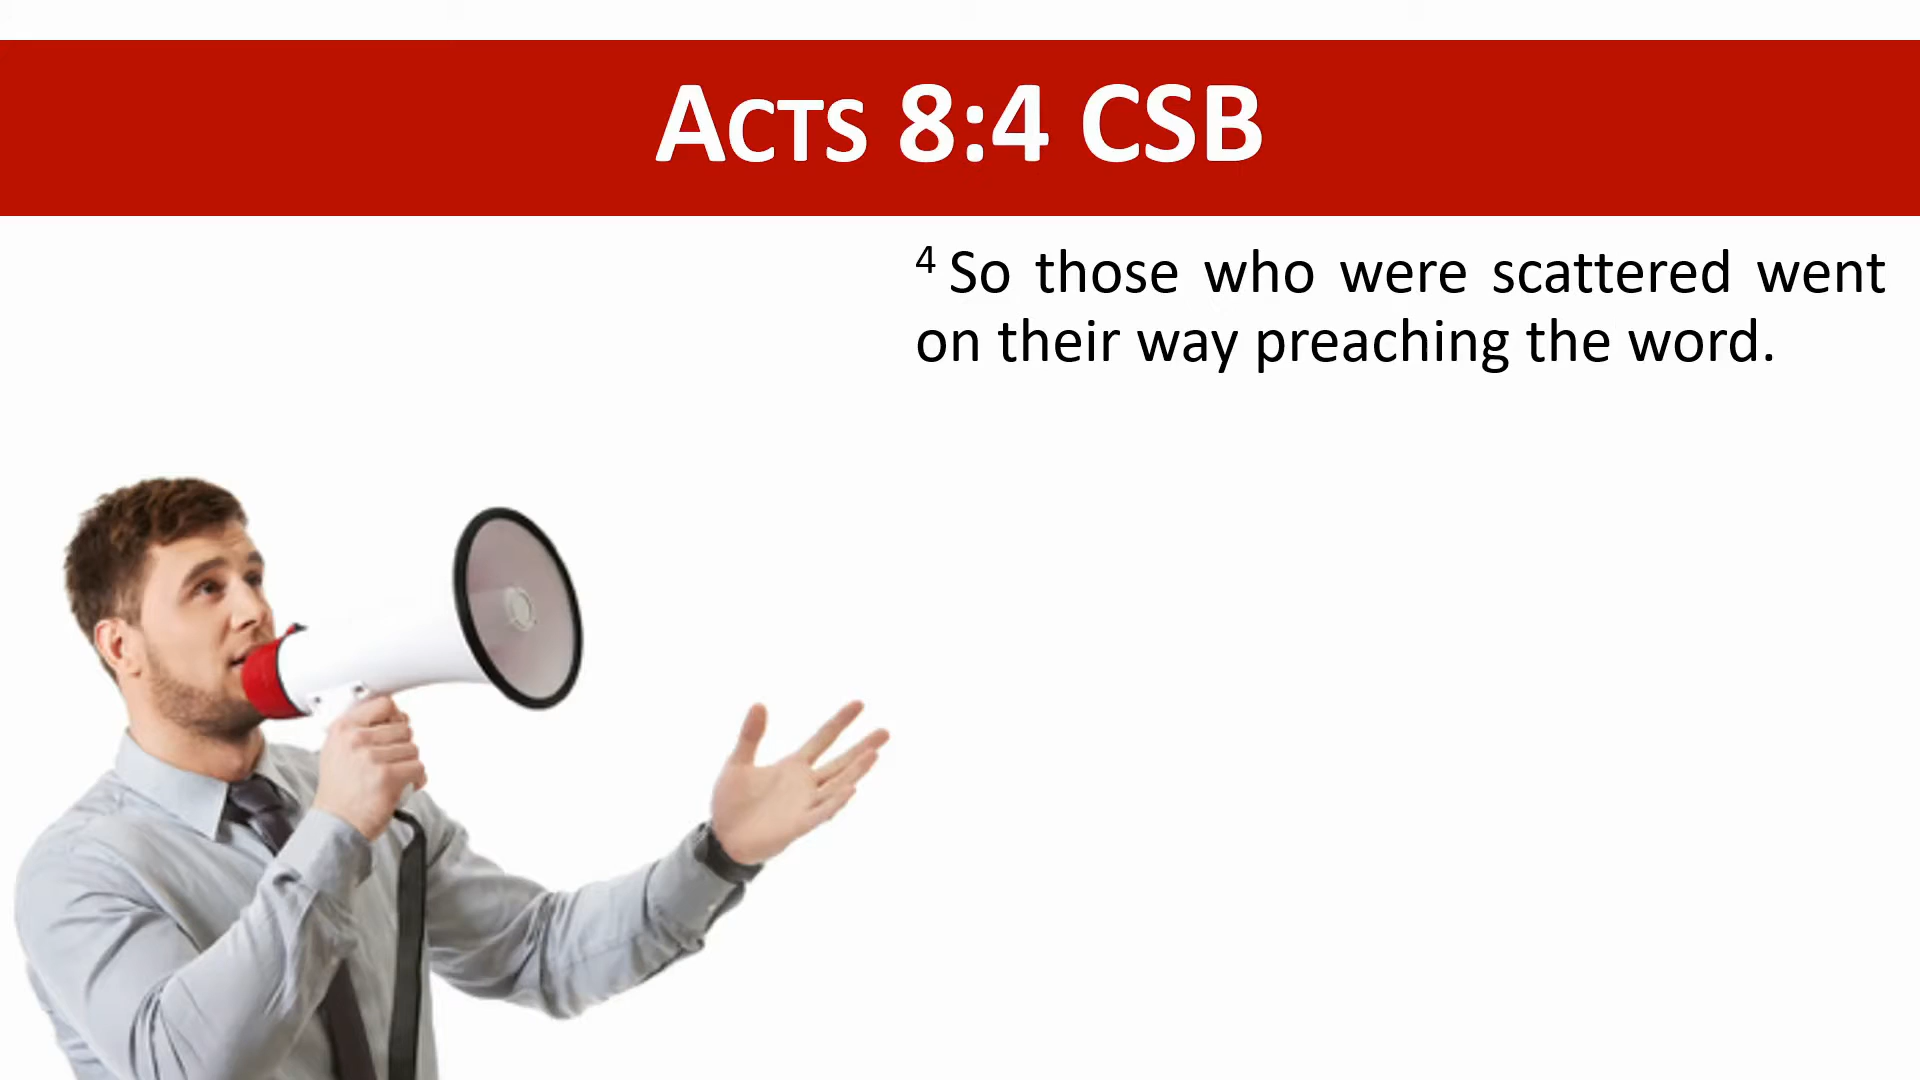 ACTS 8:4 CSB
4 So those who were scattered went
on their way preaching the word.